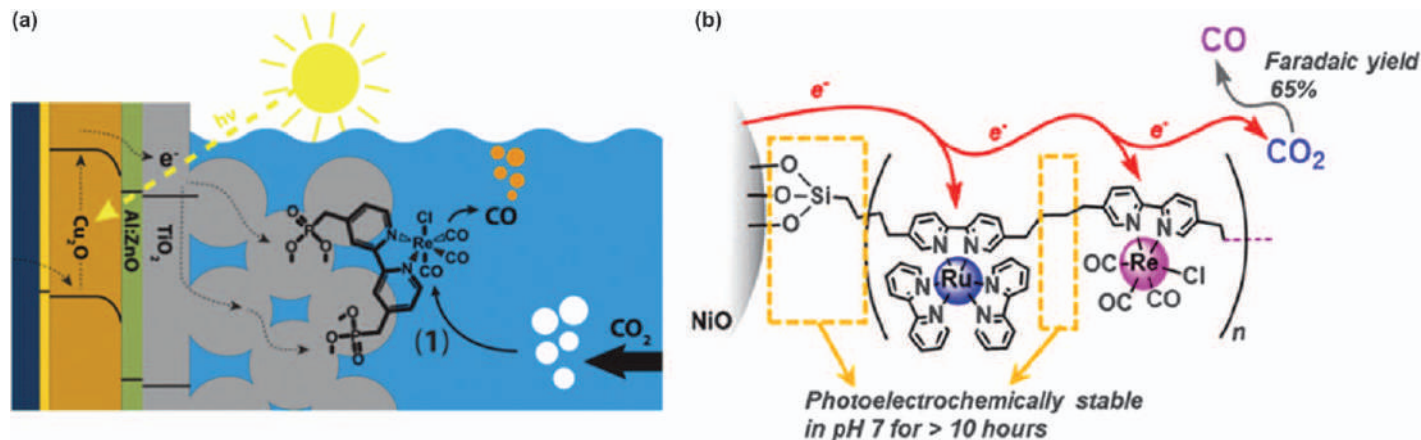 (a)
hν
e-
Cu2O
Al:ZnO
TiO2
O
P
O
O
N
Cl
Re
CO
CO
CO
N
CO
O
P
O
O
(1)
CO2
(b)
CO
Faradaic yield
65%
e-
e-
e-
CO2
O
O
Si
O
NiO
N
N
Ru
N
N
N
N
N
N
Re
OC
Cl
OC
CO
n
Photoelectrochemically stable
in pH 7 for > 10 hours